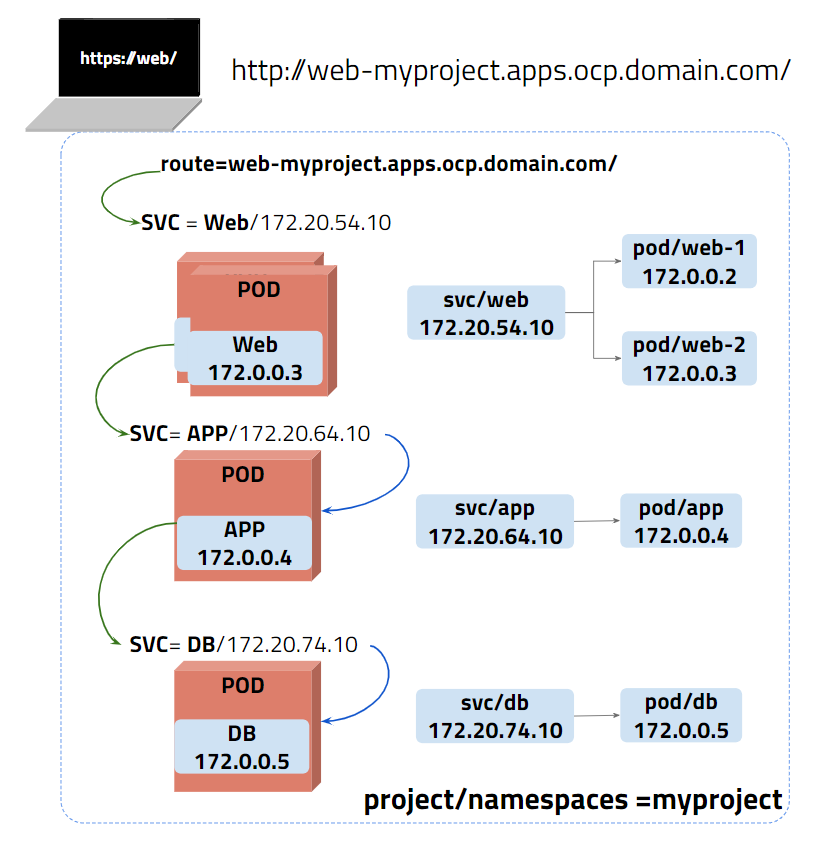 https://web/
http://web-myproject.apps.ocp.domain.com/
route=web-myproject.apps.ocp.domain.com/
SVC = Web/172.20.54.10
POD
Web
172.0.0.3
svc/web
172.20.54.10
pod/web-1
172.0.0.2
pod/web-2
172.0.0.3
SVC= APP/172.20.64.10
POD
APP
172.0.0.4
svc/app
172.20.64.10
pod/app
172.0.0.4
SVC= DB/172.20.74.10
POD
DB
172.0.0.5
svc/db
172.20.74.10
pod/db
172.0.0.5
project/namespaces =myproject